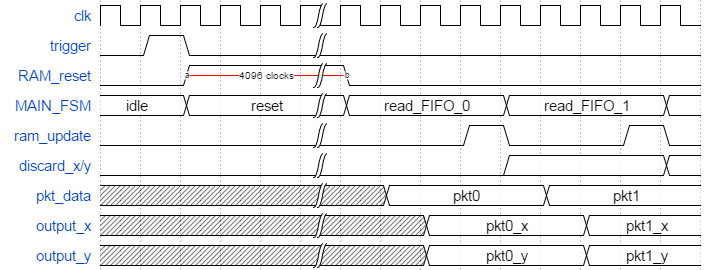 clk
trigger
RAM_reset a 4096 clocks b
MAIN_FSM idle reset read_FIFO_0 read_FIFO_1
ram_update
discard_x/y
pkt_data pkt0 pkt1
output_x pkt0_x pkt1_x
output_y pkt0_y pkt1_y